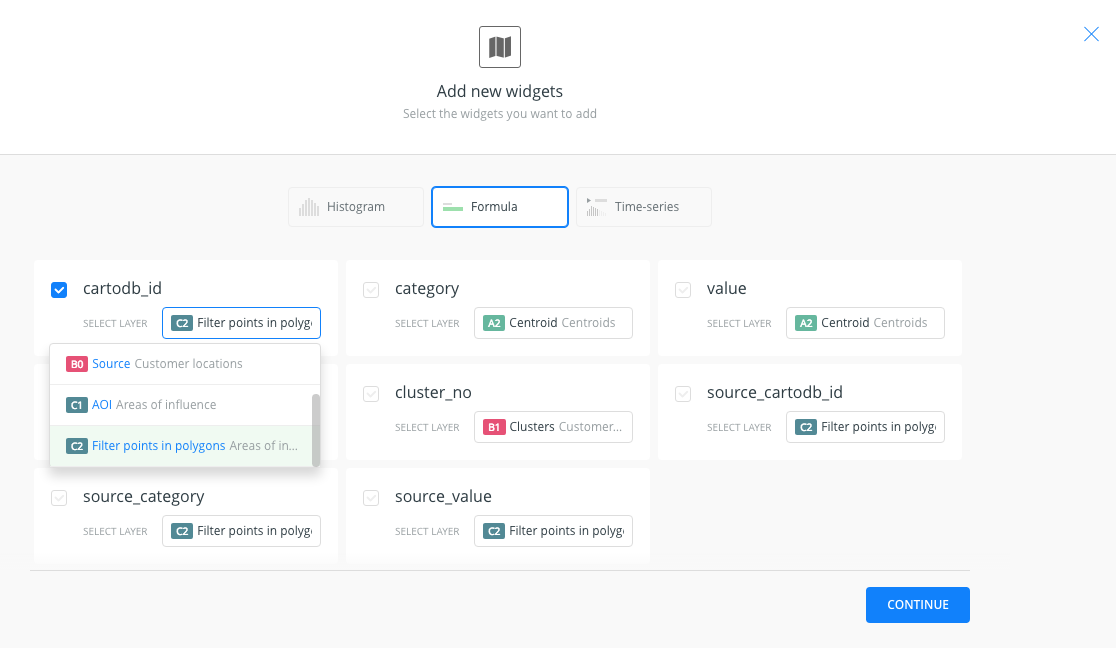 Add new widgets
Select the widgets you want to add
Histogram
Formula
Time-series
cartodb_id
SELECT LAYER
C2 Filter points in polyg
B0 Source Customer locations
C1 AOI Areas of influence
C2 Filter points in polygons Areas of in...
category
SELECT LAYER
A2 Centroid Centroids
value
SELECT LAYER
A2 Centroid Centroids
cluster_no
SELECT LAYER
B1 Clusters Customer...
source_cartodb_id
SELECT LAYER
C2 Filter points in polyg
source_category
SELECT LAYER
C2 Filter points in polyg
source_value
SELECT LAYER
C2 Filter points in polyg
CONTINUE